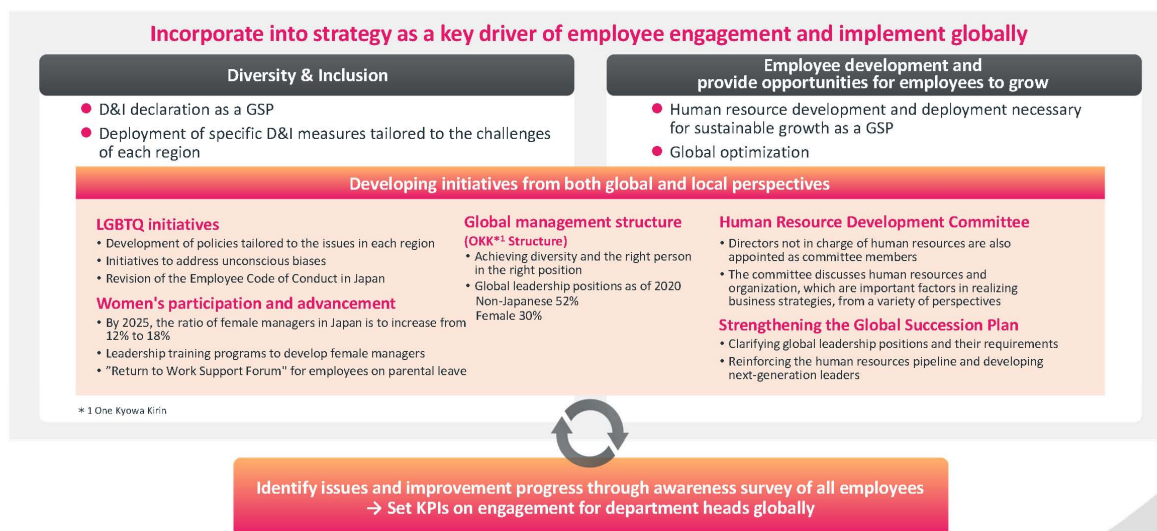 Incorporate into strategy as a key driver of employee engagement and implement globally
Diversity & Inclusion
● D&I declaration as a GSP
● Deployment of specific D&I measures tailored to the challenges
of each region
Employee development and
provide opportunities for employees to grow
● Human resource development and deployment necessary
for sustainable growth as a GSP
● Global optimization
Developing initiatives from both global and local perspectives
LGBTQ initiatives
• Development of policies tailored to the issues in each region
• Initiatives to address unconscious biases
• Revision of the Employee Code of Conduct in Japan
Women's participation and advancement
• By 2025, the ratio of female managers in Japan is to increase from
12% to 18%
• Leadership training programs to develop female managers
• ”Return to Work Support Forum" for employees on parental leave
Global management structure
(OKK*1 Structure)
• Achieving diversity and the right person
in the right position
• Global leadership positions as of 2020
Non-Japanese 52%
Female 30%
Human Resource Development Committee
• Directors not in charge of human resources are also
appointed as committee members
• The committee discusses human resources and
organization, which are important factors in realizing
business strategies, from a variety of perspectives
Strengthening the Global Succession Plan
• Clarifying global leadership positions and their requirements
• Reinforcing the human resources pipeline and developing
next-generation leaders
* 1 One Kyowa Kirin
Identify issues and improvement progress through awareness survey of all employees
→ Set KPIs on engagement for department heads globally